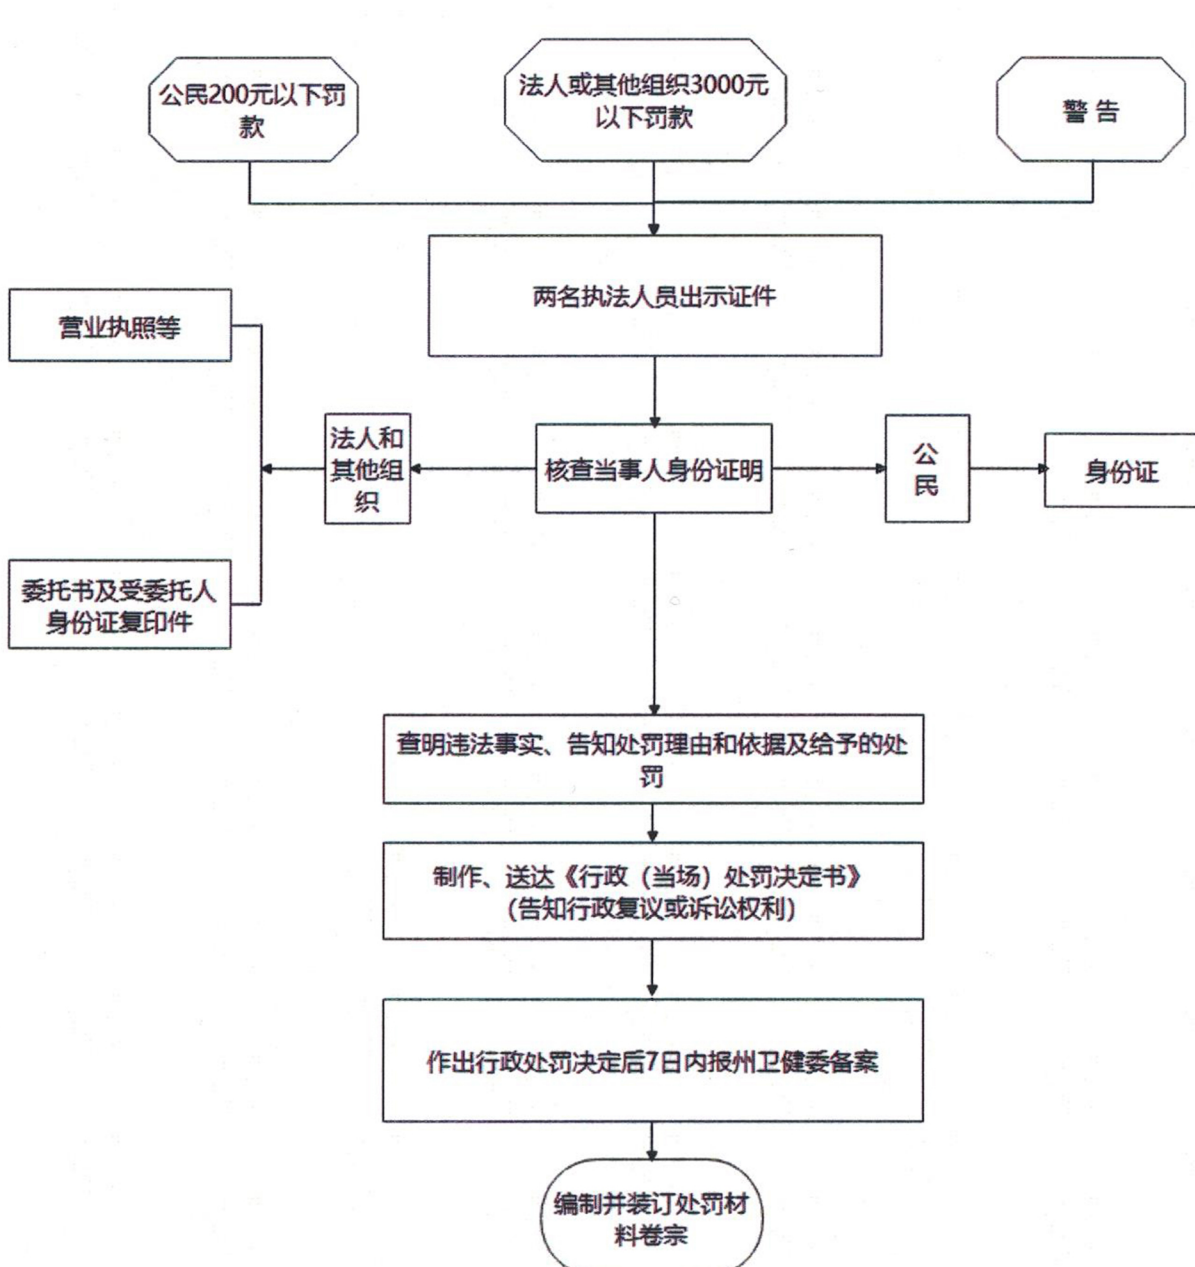 公民200元以下罚
款
法人或其他组织3000元
以下罚款
警 告
两名执法人员出示证件
营业执照等
法人和
其他组
织
核查当事人身份证明
公
民
身份证
委托书及受委托人
身份证复印件
查明违法事实、告知处罚理由和依据及给予的处
罚
制作、送达《行政（当场）处罚决定书》
（告知行政复议或诉讼权利）
作出行政处罚决定后7日内报州卫健委备案
编制并装订处罚材
料卷宗